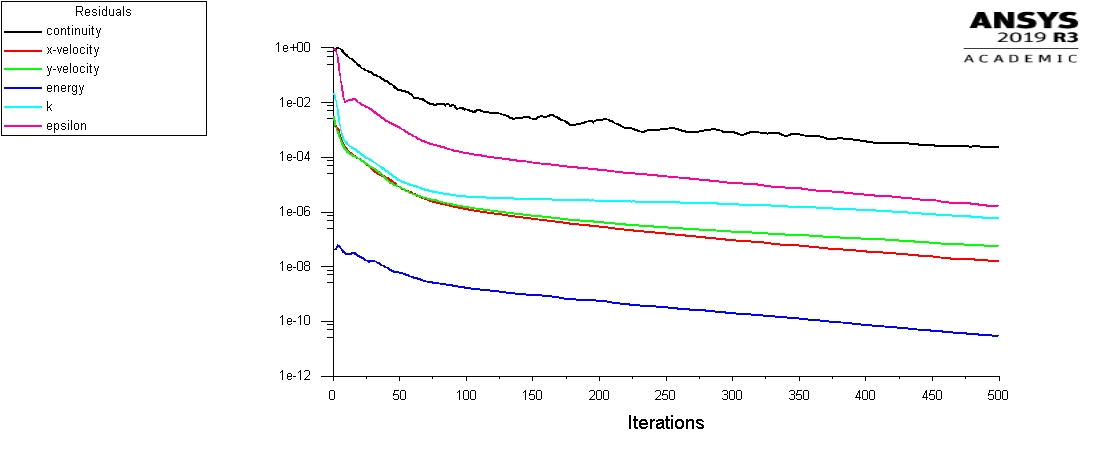 Residuals
continuity
x-velocity
y-velocity
energy
k
epsilon
ANSYS
2019 R3
ACADEMIC
1e+00
1e-02
1e-04
1e-06
1e-08
1e-10
1e-12
0 50 100 150 200 250 300 350 400 450 500
Iterations